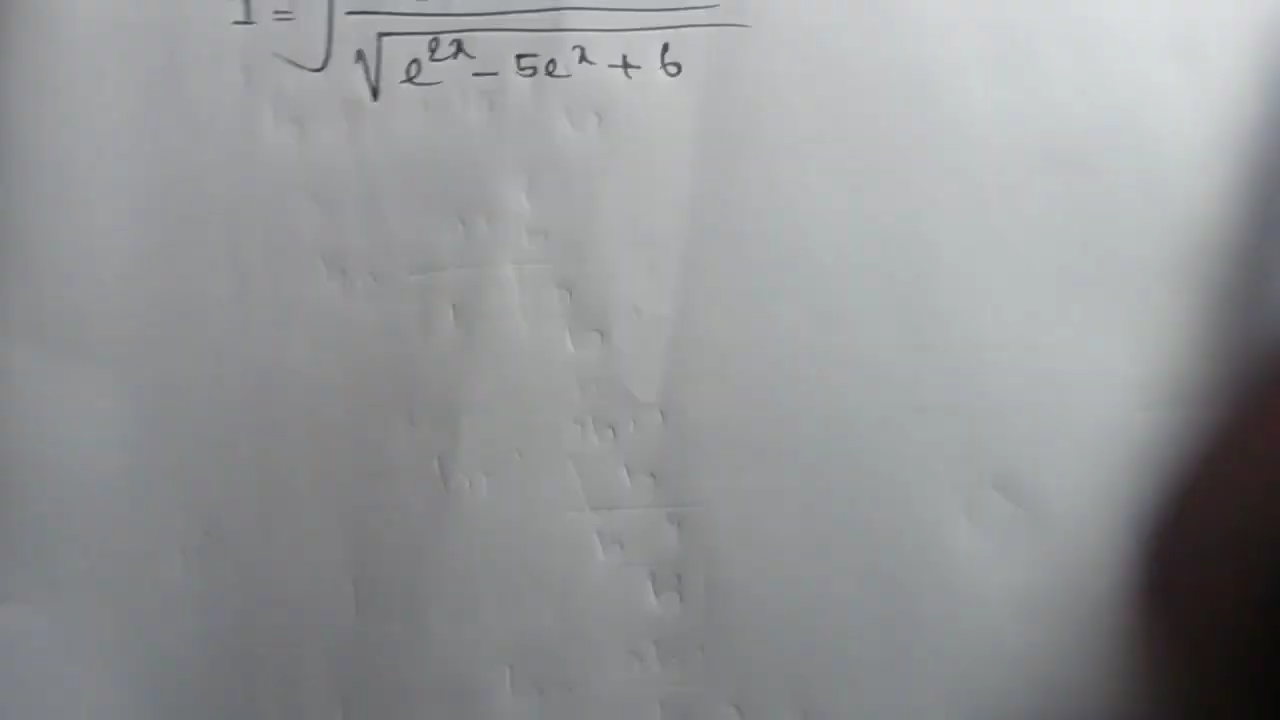 I = ∫
√(e^{2x} - 5e^x + 6)